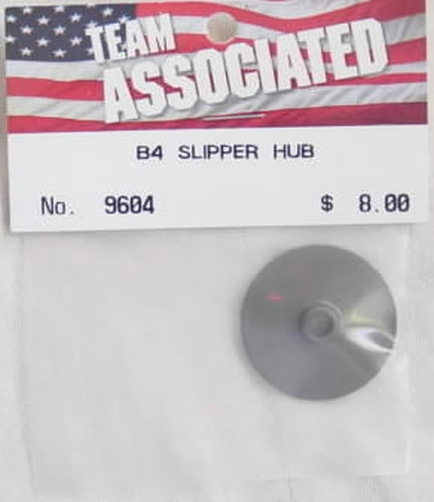 TEAM
ASSOCIATED
B4 SLIPPER HUB
No. 9604 $ 8.00